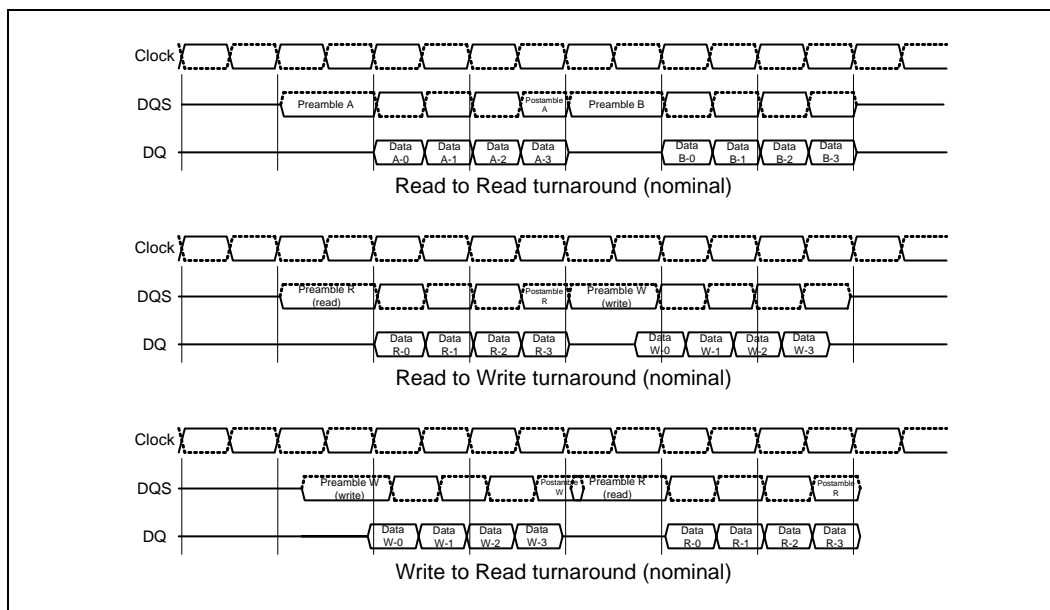 Clock
DQS Preamble A Postamble A Preamble B
DQ Data A-0 Data A-1 Data A-2 Data A-3 Data B-0 Data B-1 Data B-2 Data B-3
Read to Read turnaround (nominal)
Clock
DQS Preamble R (read) Postamble R Preamble W (write)
DQ Data R-0 Data R-1 Data R-2 Data R-3 Data W-0 Data W-1 Data W-2 Data W-3
Read to Write turnaround (nominal)
Clock
DQS Preamble W (write) Postamble W Preamble R (read) Postamble R
DQ Data W-0 Data W-1 Data W-2 Data W-3 Data R-0 Data R-1 Data R-2 Data R-3
Write to Read turnaround (nominal)